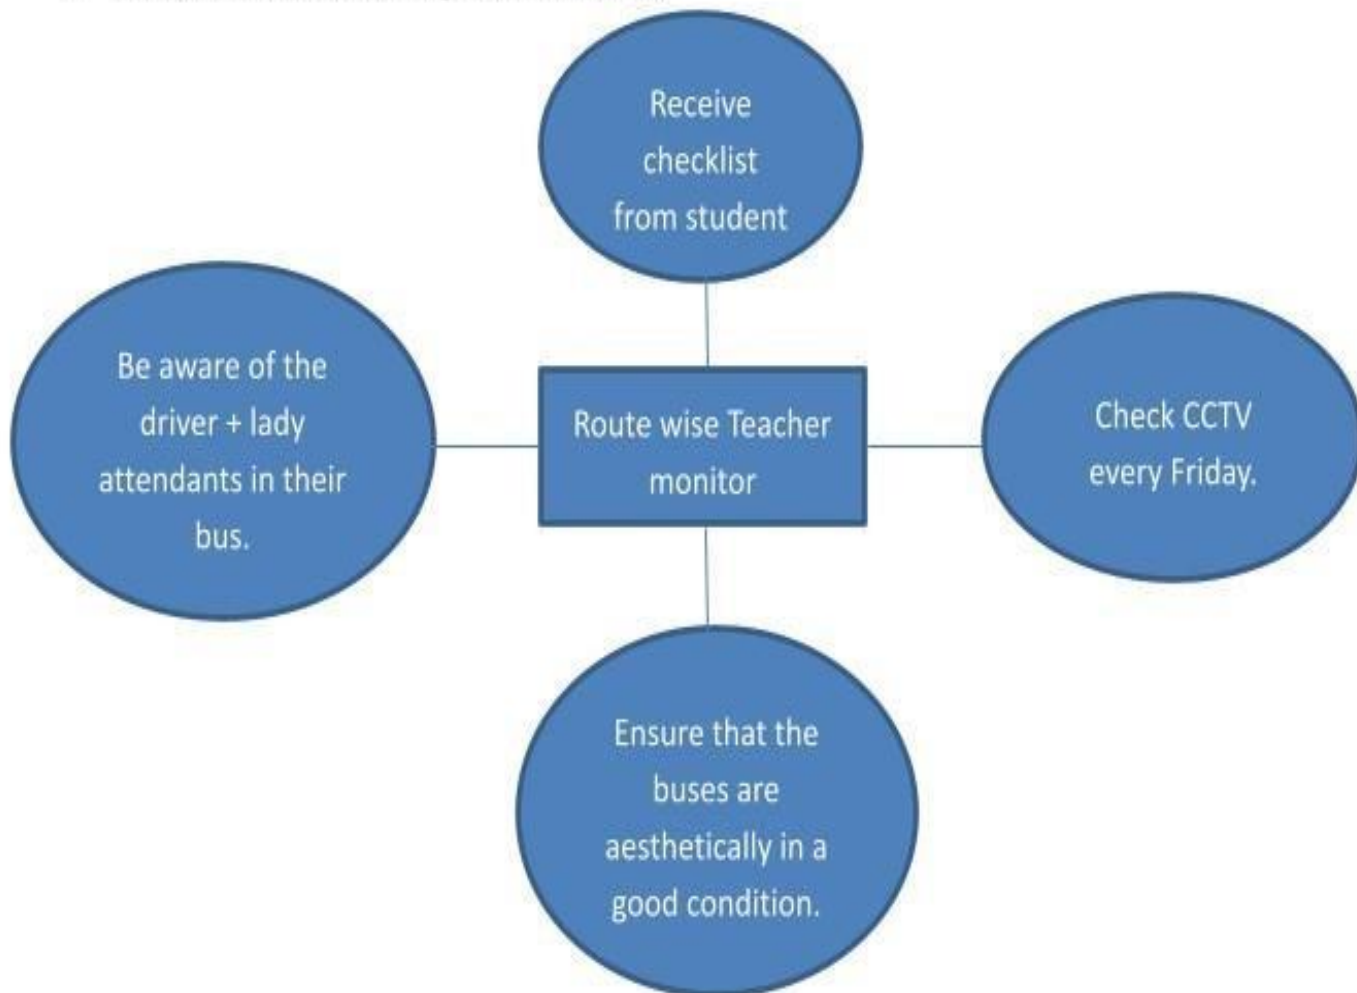 Receive
checklist
from student
Be aware of the
driver + lady
attendants in their
bus.
Route wise Teacher
monitor
Check CCTV
every Friday.
Ensure that the
buses are
aesthetically in a
good condition.